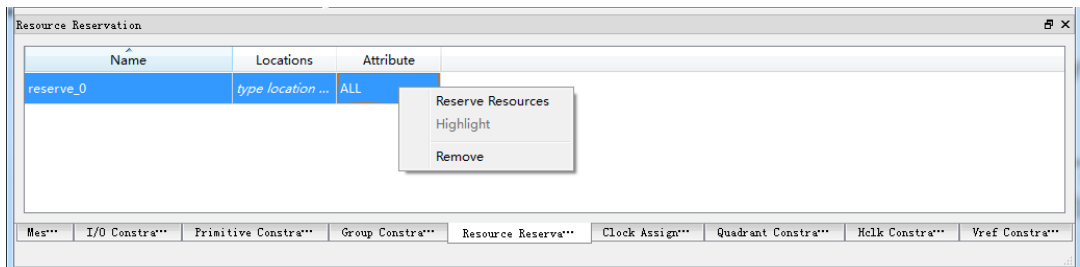 Resource Reservation
Name Locations Attribute
reserve_0 type location ... ALL
Reserve Resources
Highlight
Remove
Mes... I/O Constra... Primitive Constra... Group Constra... Resource Reserva... Clock Assign... Quadrant Constra... Hclk Constra... Vref Constra...